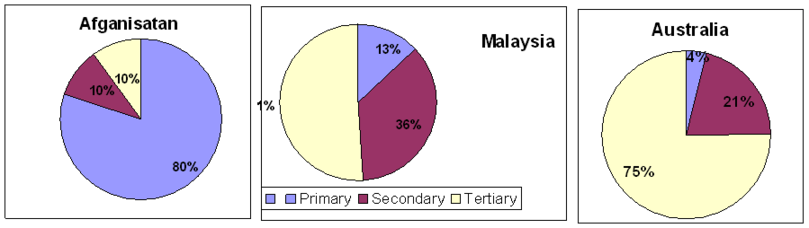 Afganisatan
10%
10%
80%
Malaysia
13%
1%
36%
Primary Secondary Tertiary
Australia
4%
21%
75%